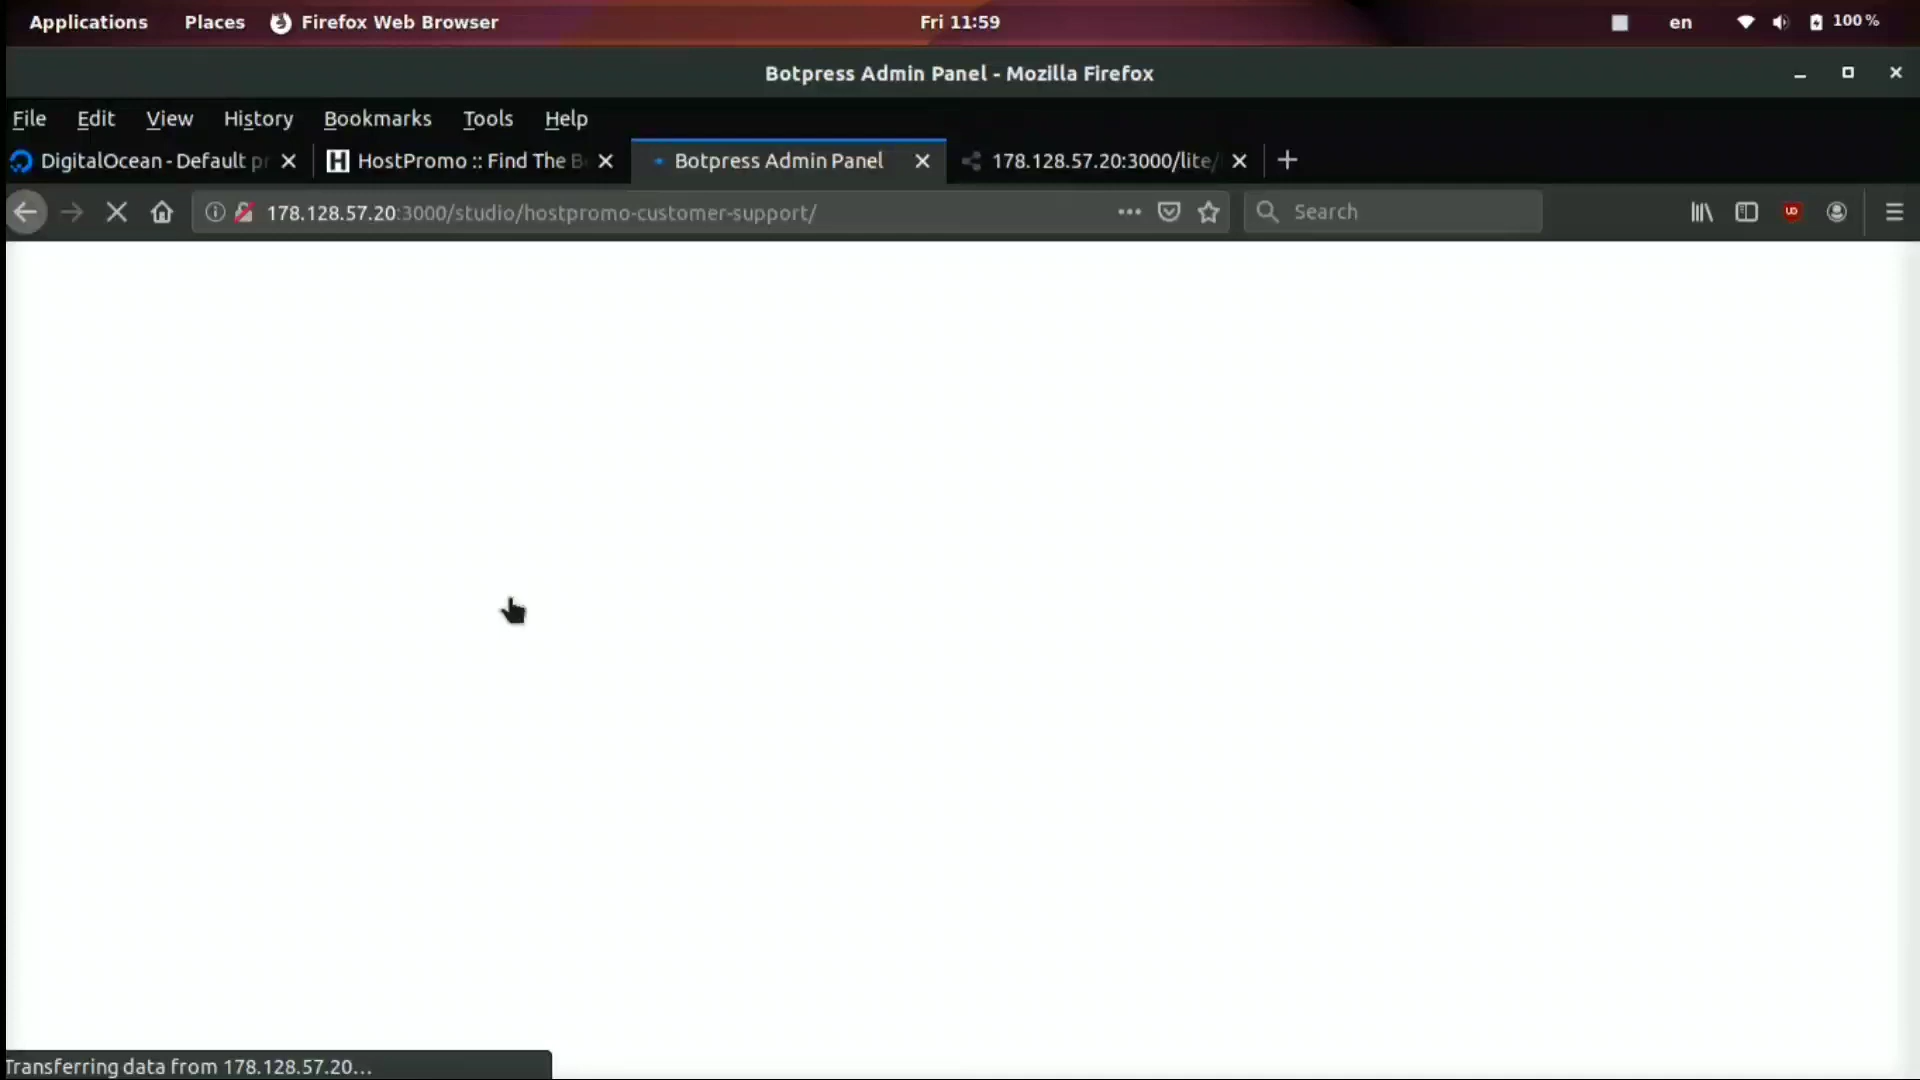 Applications Places Firefox Web Browser Fri 11:59 en 100 %
Botpress Admin Panel - Mozilla Firefox
File Edit View History Bookmarks Tools Help
DigitalOcean - Default pr HostPromo :: Find The B Botpress Admin Panel 178.128.57.20:3000/lite/
178.128.57.20:3000/studio/hostpromo-customer-support/ Search
Transferring data from 178.128.57.20...